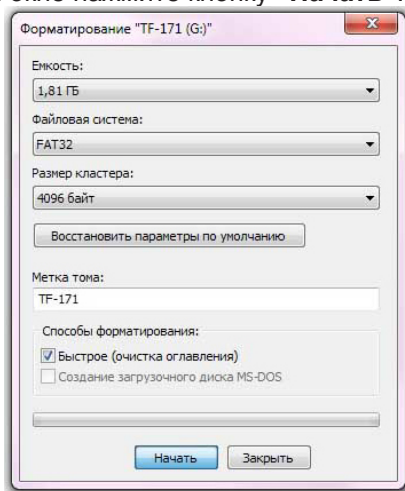 Форматирование "TF-171 (G:)"
Емкость:
1,81 ГБ
Файловая система:
FAT32
Размер кластера:
4096 байт
Восстановить параметры по умолчанию
Метка тома:
TF-171
Способы форматирования:
Быстрое (очистка оглавления)
Создание загрузочного диска MS-DOS
Начать
Закрыть